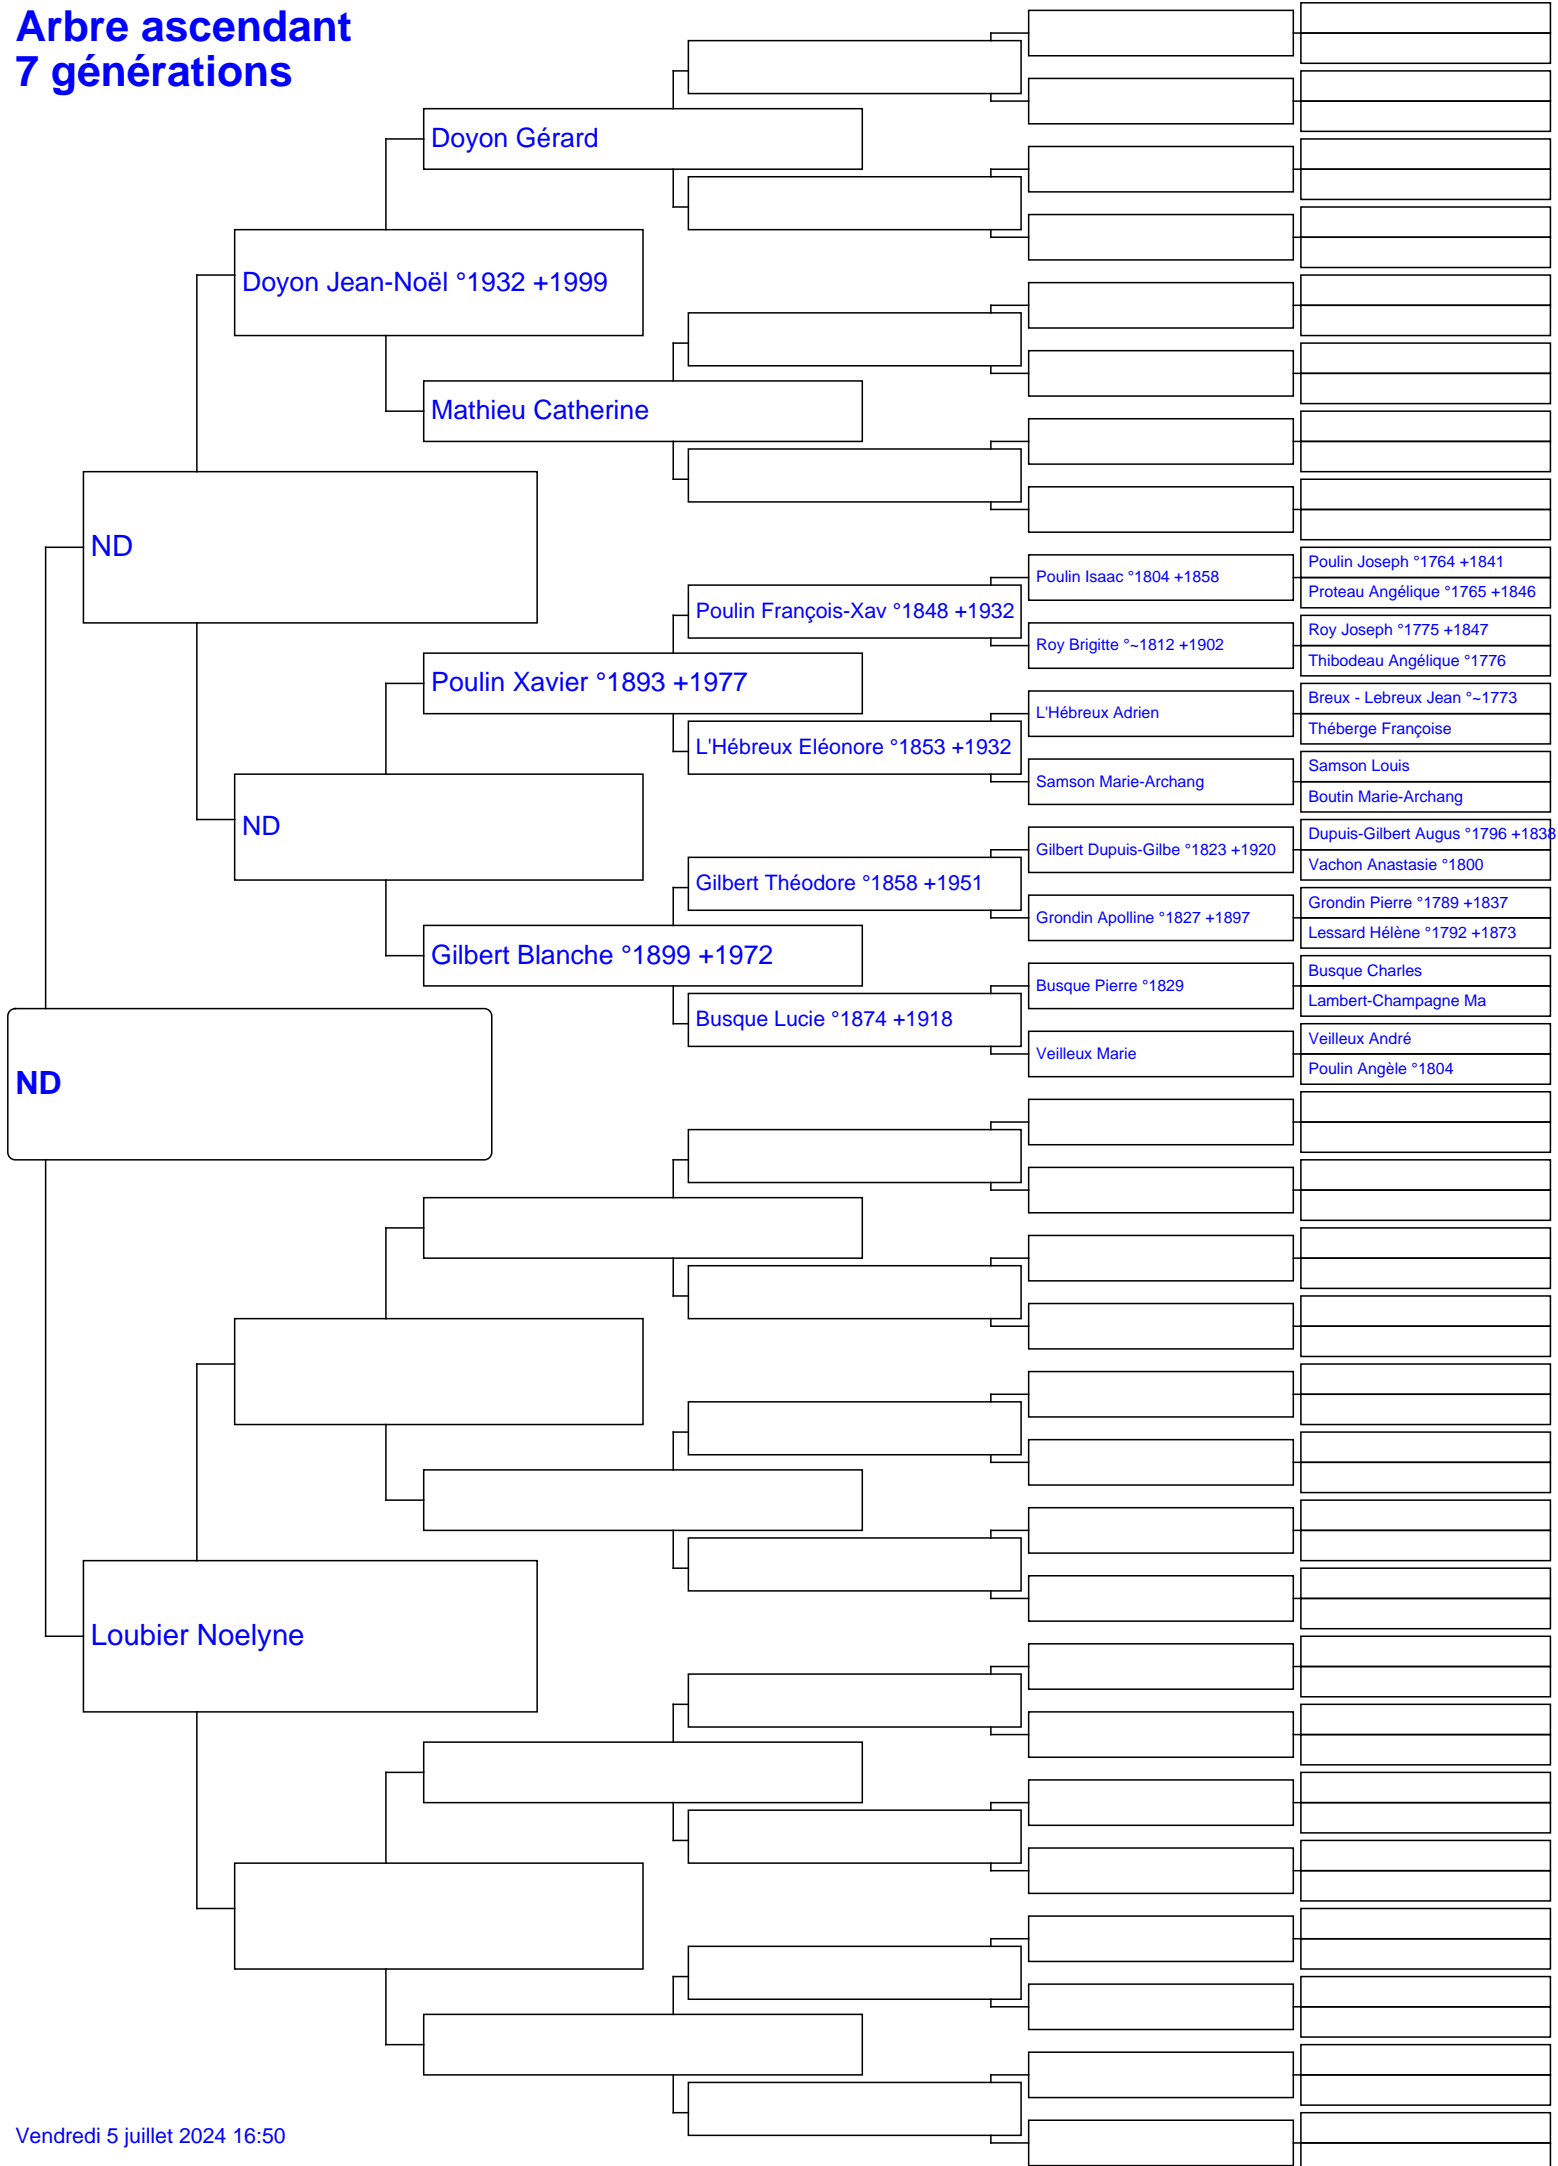 Arbre ascendant
7 générations
Doyon Gérard
Doyon Jean-Noël °1932 +1999
Mathieu Catherine
ND
Poulin Joseph °1764 +1841
Poulin Isaac °1804 +1858
Proteau Angélique °1765 +1846
Poulin François-Xav °1848 +1932
Roy Joseph °1775 +1847
Roy Brigitte °~1812 +1902
Thibodeau Angélique °1776
Poulin Xavier °1893 +1977
Breux - Lebreux Jean °~1773
L'Hébreux Adrien
Théberge Françoise
L'Hébreux Eléonore °1853 +1932
Samson Louis
Samson Marie-Archang
Boutin Marie-Archang
ND
Dupuis-Gilbert Augus °1796 +1838
Gilbert Dupuis-Gilbe °1823 +1920
Vachon Anastasie °1800
Gilbert Théodore °1858 +1951
Grondin Pierre °1789 +1837
Grondin Apolline °1827 +1897
Lessard Hélène °1792 +1873
Gilbert Blanche °1899 +1972
Busque Charles
Busque Pierre °1829
Lambert-Champagne Ma
Busque Lucie °1874 +1918
Veilleux André
Veilleux Marie
Poulin Angèle °1804
ND
Loubier Noelyne
Vendredi 5 juillet 2024 16:50